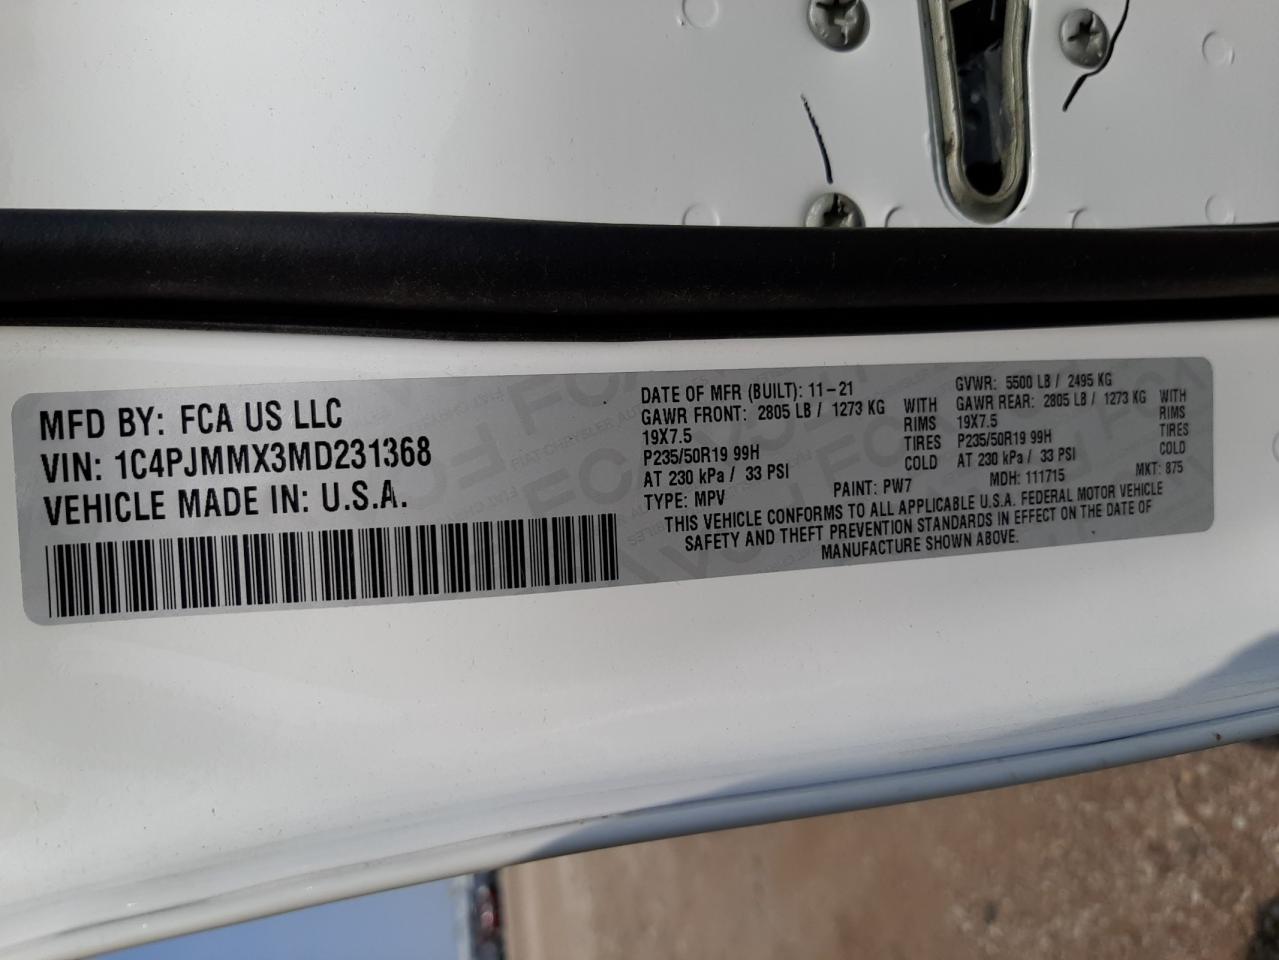 MFD BY: FCA US LLC
VIN: 1C4PJMMX3MD231368
VEHICLE MADE IN: U.S.A.
DATE OF MFR (BUILT): 11-21
GAWR FRONT: 2805 LB / 1273 KG WITH
19X7.5 RIMS
P235/50R19 99H TIRES
AT 230 kPa / 33 PSI COLD
GVWR: 5500 LB / 2495 KG
GAWR REAR: 2805 LB / 1273 KG WITH
19X7.5 RIMS
P235/50R19 99H TIRES
AT 230 kPa / 33 PSI COLD
TYPE: MPV PAINT: PW7 MDH: 111715 MKT: 875
THIS VEHICLE CONFORMS TO ALL APPLICABLE U.S.A. FEDERAL MOTOR VEHICLE
SAFETY AND THEFT PREVENTION STANDARDS IN EFFECT ON THE DATE OF
MANUFACTURE SHOWN ABOVE.